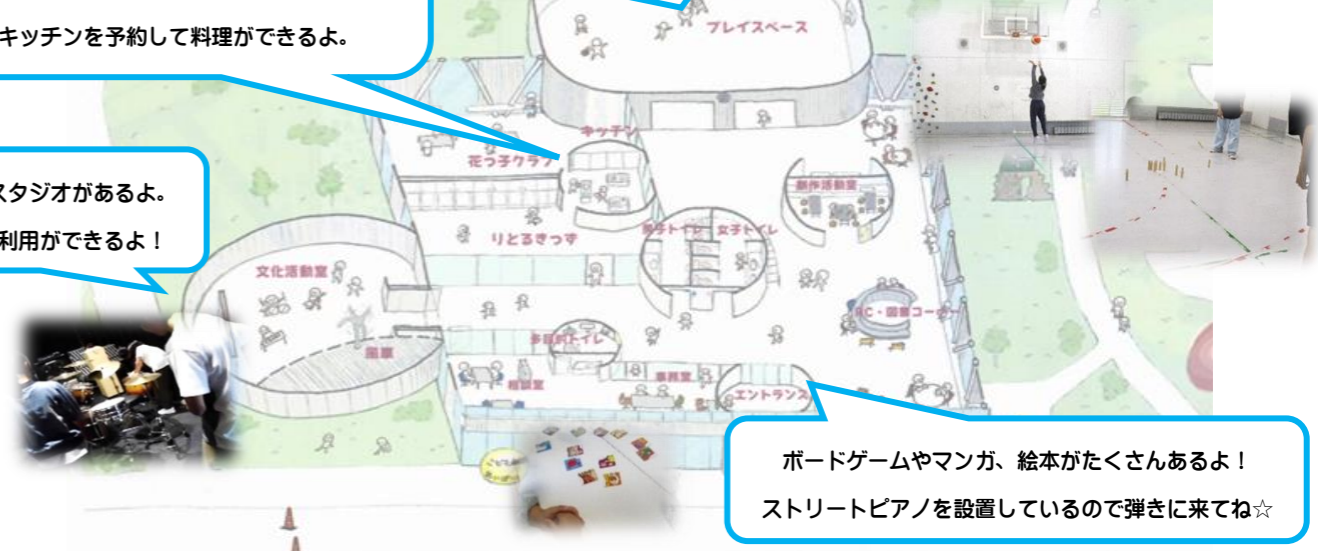 プレイスペース
キッチンを予約して料理ができるよ。
キッチン
花っ子クラブ
スタジオがあるよ。
利用ができるよ！
創作活動室
男子トイレ
女子トイレ
りとるきっず
文化活動室
PC・図書コーナー
多目的トイレ
相談室
事務室
エントランス
ボードゲームやマンガ、絵本がたくさんあるよ！
ストリートピアノを設置しているので弾きに来てね☆